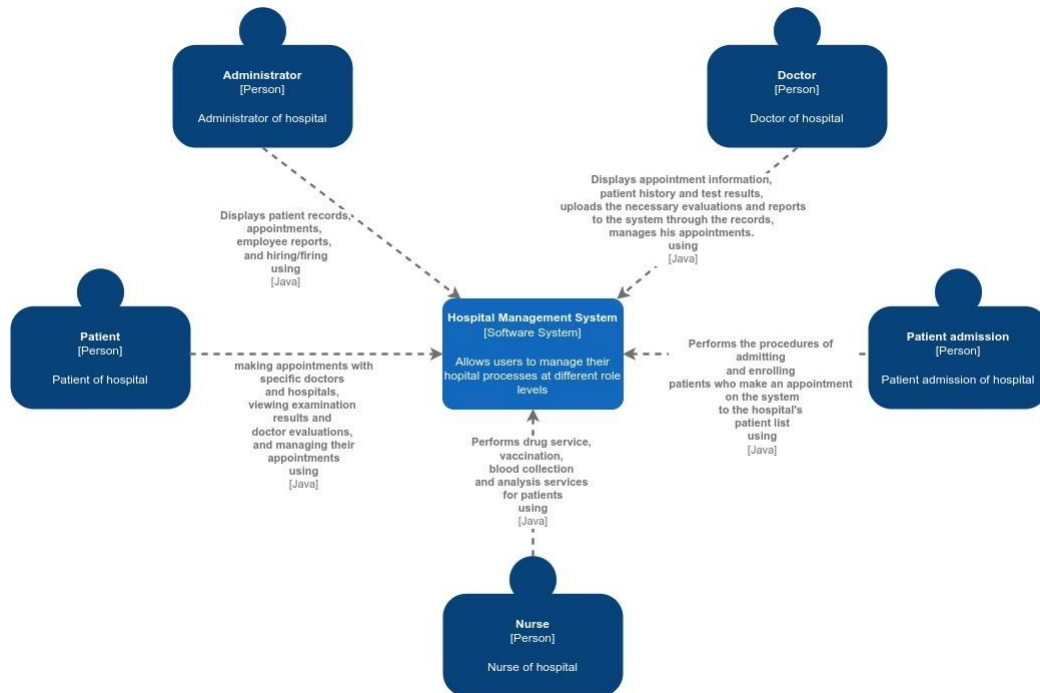 Administrator
[Person]
Administrator of hospital
Doctor
[Person]
Doctor of hospital
Displays patient records,
appointments,
employee reports,
and hiring/firing
using
[Java]
Displays appointment information,
patient history and test results,
uploads the necessary evaluations and reports
to the system through the records,
manages his appointments.
using
[Java]
Patient
[Person]
Patient of hospital
making appointments with
specific doctors
and hospitals,
viewing examination
results and
doctor evaluations,
and managing their
appointments
using
[Java]
Hospital Management System
[Software System]
Allows users to manage their
hopital processes at different role
levels
Performs the procedures of
admitting
and enrolling
patients who make an appointment
on the system
to the hospital's
patient list
using
[Java]
Patient admission
[Person]
Patient admission of hospital
Performs drug service,
vaccination,
blood collection
and analysis services
for patients
using
[Java]
Nurse
[Person]
Nurse of hospital